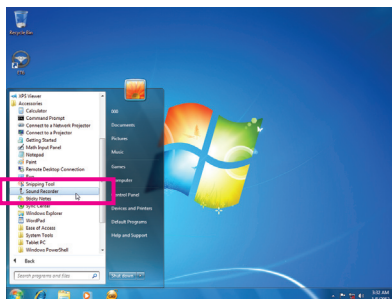 Recycle Bin
XPS Viewer
Accessories
Calculator
Command Prompt
Connect to a Network Projector
Connect to a Projector
Getting Started
Math Input Panel
Notepad
Paint
Remote Desktop Connection
Run
Snipping Tool
Sound Recorder
Sticky Notes
Sync Center
Windows Explorer
WordPad
Ease of Access
System Tools
Tablet PC
Windows PowerShell
Back
Search programs and files
Documents
Pictures
Music
Games
Computer
Control Panel
Devices and Printers
Default Programs
Help and Support
Shut down